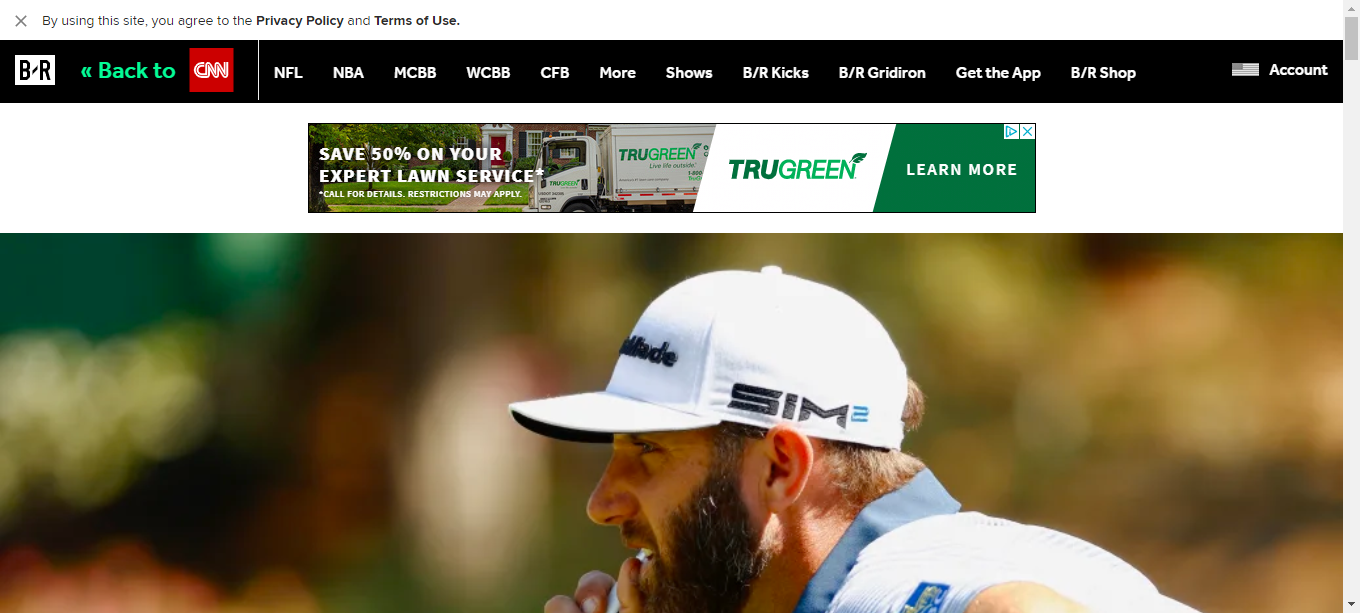 By using this site, you agree to the Privacy Policy and Terms of Use.
B/R
« Back to CNN
NFL NBA MCBB WCBB CFB More Shows B/R Kicks B/R Gridiron Get the App B/R Shop Account
SAVE 50% ON YOUR
EXPERT LAWN SERVICE*
*CALL FOR DETAILS. RESTRICTIONS MAY APPLY.
TRUGREEN
Live life outside.
TRUGREEN
TRUGREEN
LEARN MORE
SIM2